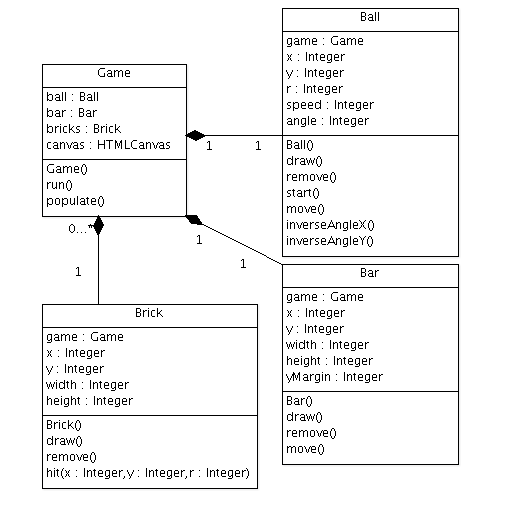 Ball
game : Game
x : Integer
y : Integer
r : Integer
speed : Integer
angle : Integer
Ball()
draw()
remove()
start()
move()
inverseAngleX()
inverseAngleY()
Game
ball : Ball
bar : Bar
bricks : Brick
canvas : HTMLCanvas
Game()
run()
populate()
1
1
0...*
1
1
1
Bar
game : Game
x : Integer
y : Integer
width : Integer
height : Integer
yMargin : Integer
Bar()
draw()
remove()
move()
Brick
game : Game
x : Integer
y : Integer
width : Integer
height : Integer
Brick()
draw()
remove()
hit(x : Integer,y : Integer,r : Integer)